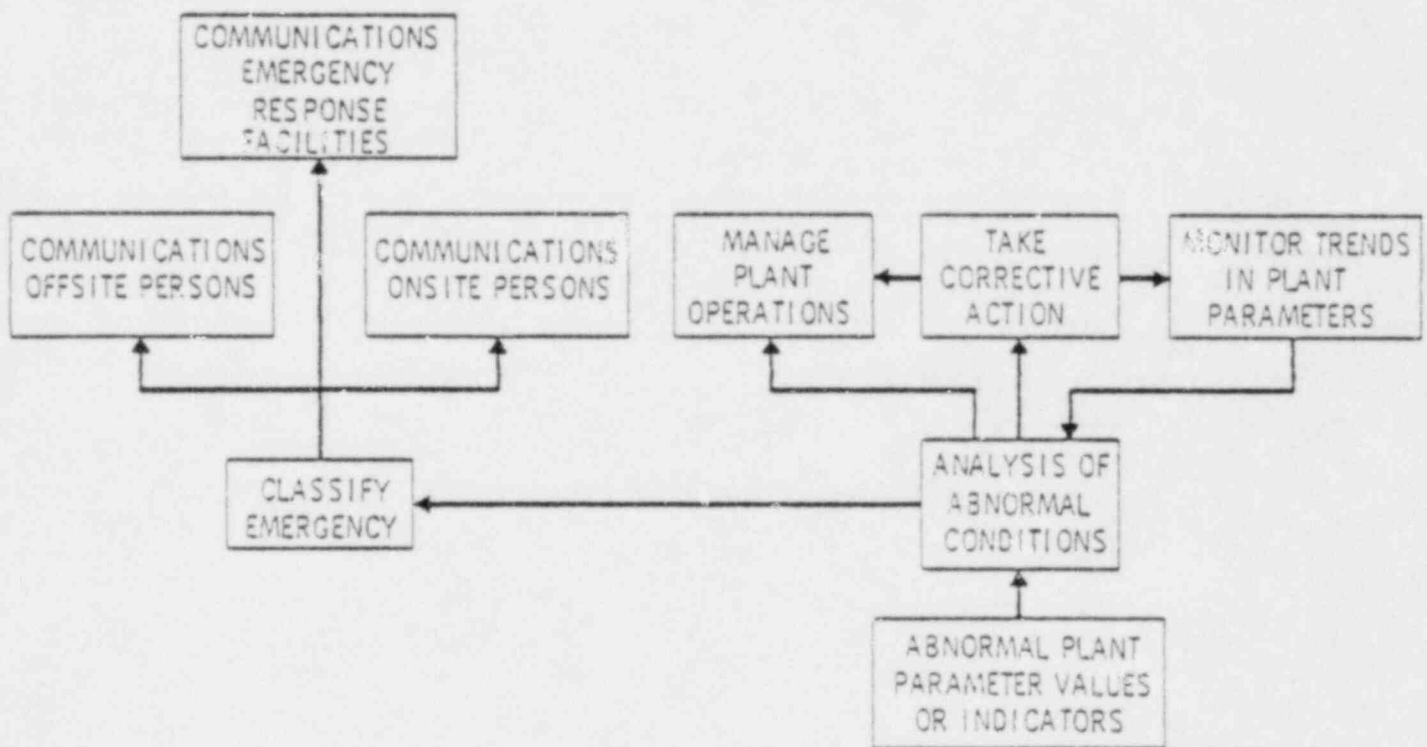 COMMUNICATIONS
EMERGENCY
RESPONSE
FACILITIES
COMMUNICATIONS
OFFSITE PERSONS
COMMUNICATIONS
ONSITE PERSONS
MANAGE
PLANT
OPERATIONS
TAKE
CORRECTIVE
ACTION
MONITOR TRENDS
IN PLANT
PARAMETERS
CLASSIFY
EMERGENCY
ANALYSIS OF
ABNORMAL
CONDITIONS
ABNORMAL PLANT
PARAMETER VALUES
OR INDICATORS